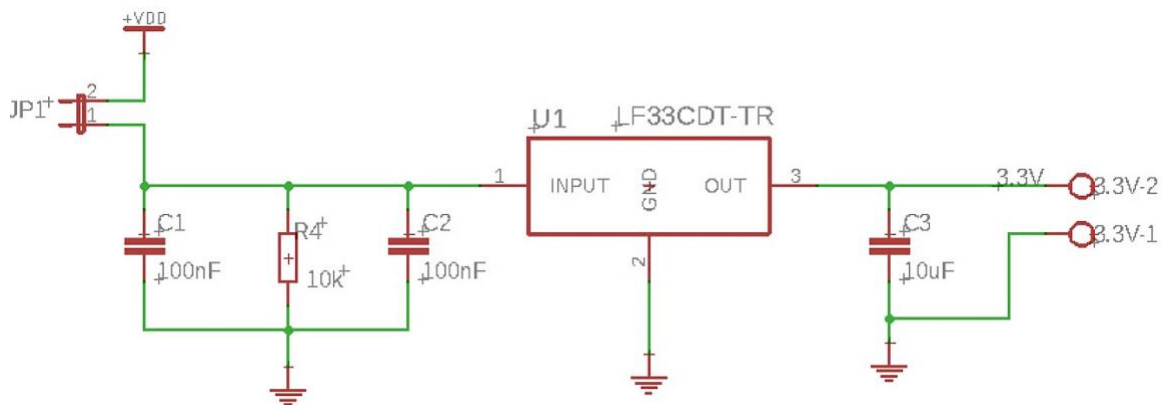 +VDD
JP1
2
1
U1
LF33CDT-TR
1
INPUT
GND
OUT
3
2
C1
100nF
R4
10k
C2
100nF
3.3V
3.3V-2
3.3V-1
C3
10uF